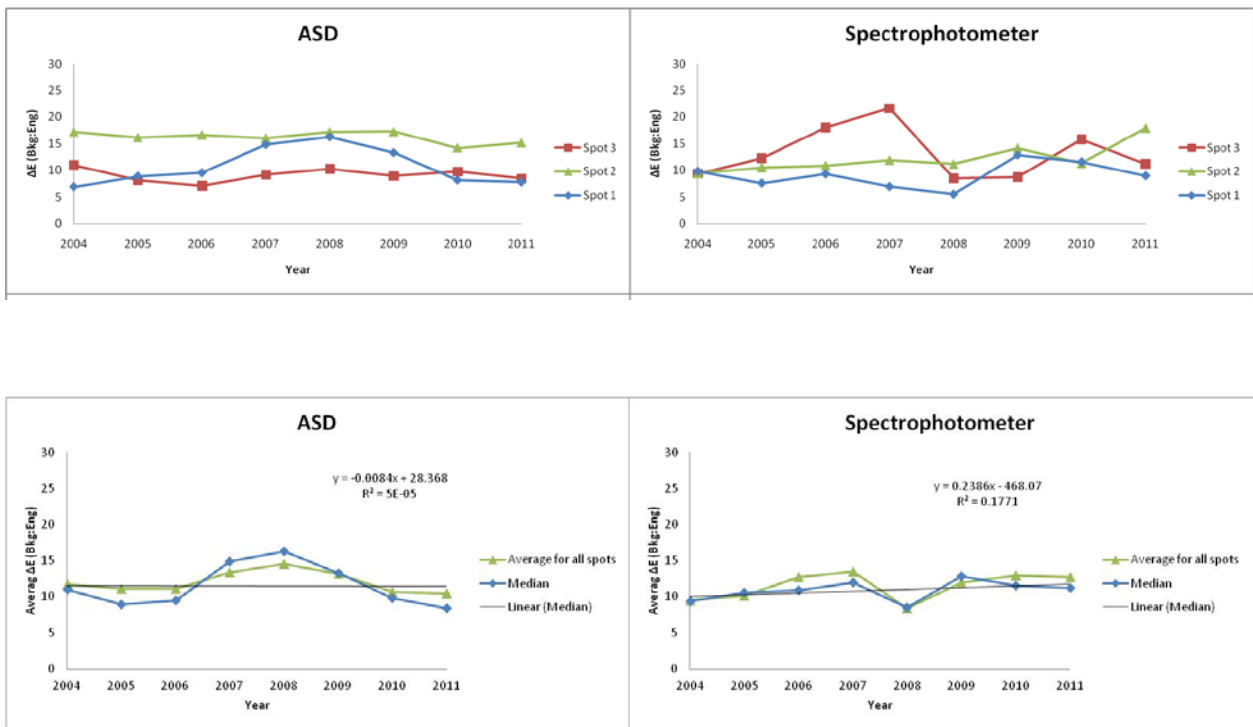 ASD
30
25
20
15
10
5
0
ΔE (Bkg:Eng)
2004 2005 2006 2007 2008 2009 2010 2011
Year
Spot 3
Spot 2
Spot 1
Spectrophotometer
30
25
20
15
10
5
0
ΔE (Bkg:Eng)
2004 2005 2006 2007 2008 2009 2010 2011
Year
Spot 3
Spot 2
Spot 1
ASD
30
25
20
15
10
5
0
Averag ΔE (Bkg:Eng)
y = -0.0084x + 28.368
R² = 5E-05
2004 2005 2006 2007 2008 2009 2010 2011
Year
Average for all spots
Median
Linear (Median)
Spectrophotometer
30
25
20
15
10
5
0
Averag ΔE (Bkg:Eng)
y = 0.2386x - 468.07
R² = 0.1771
2004 2005 2006 2007 2008 2009 2010 2011
Year
Average for all spots
Median
Linear (Median)